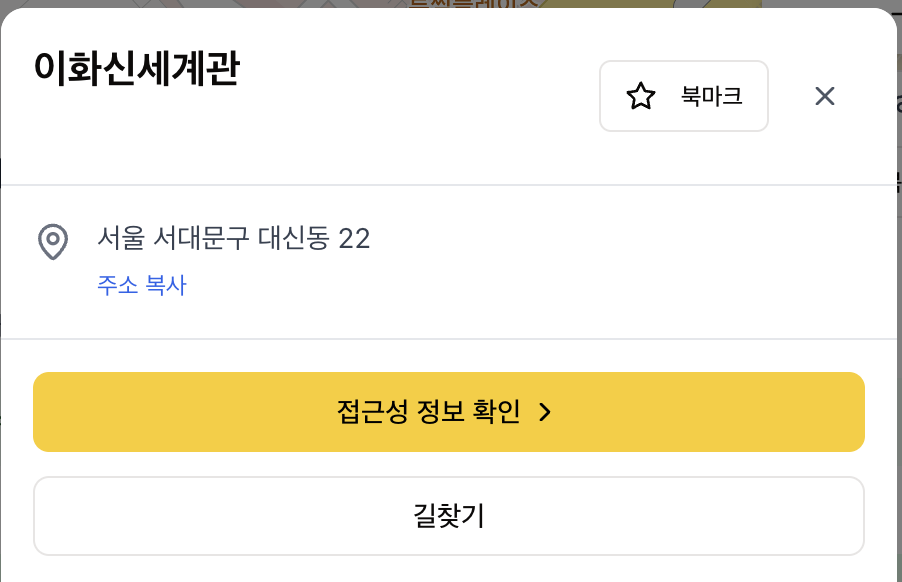 이화신세계관
북마크
서울 서대문구 대신동 22
주소 복사
접근성 정보 확인
길찾기